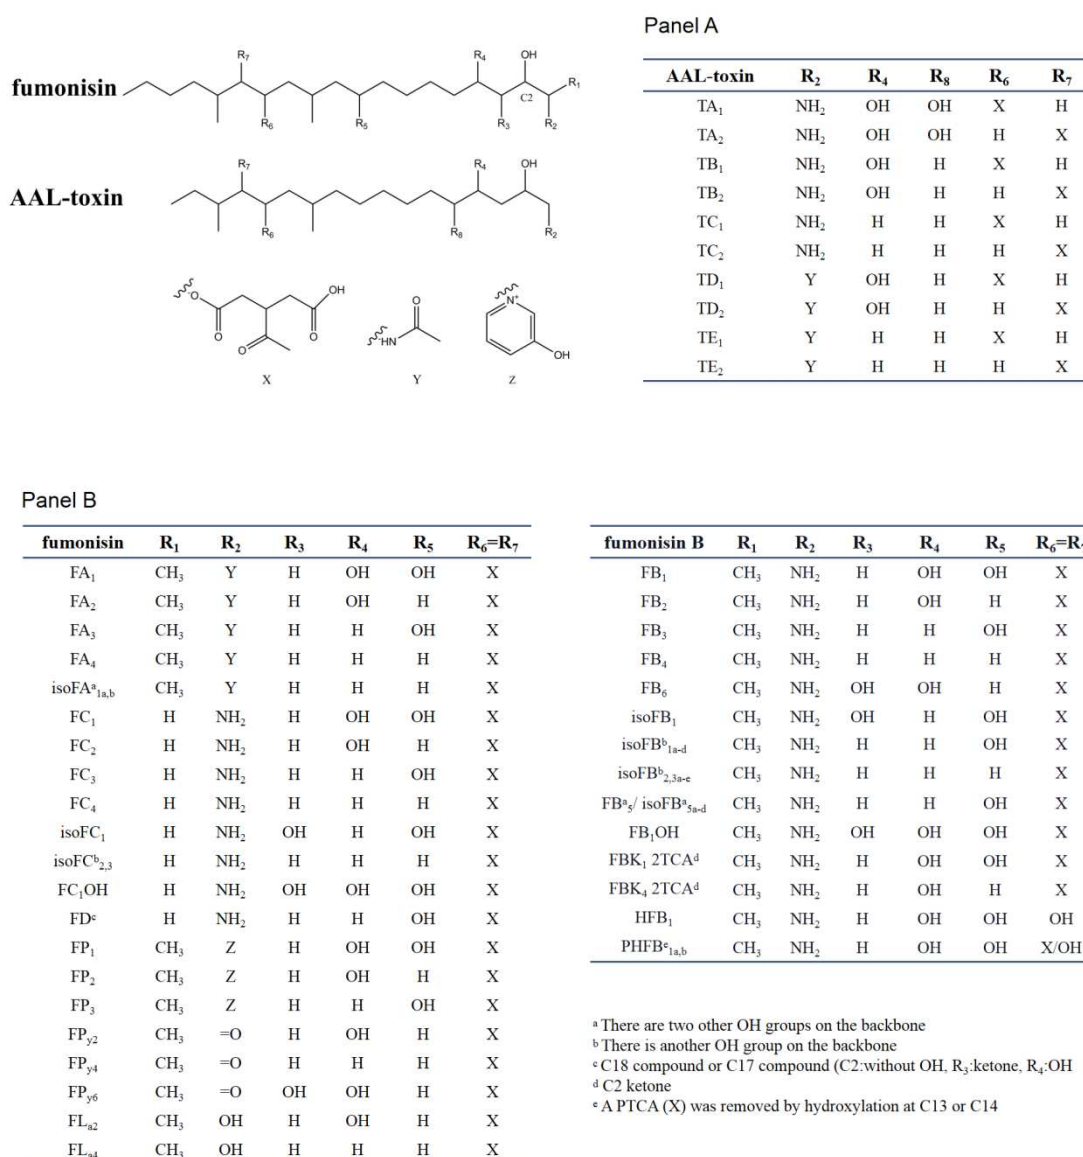 Panel A
fumonisin
R7 R4 OH R1 C2 R6 R5 R3 R2
AAL-toxin
R7 R4 OH R6 R8 R2
O O O O OH X
HN O Y
N+ OH Z
AAL-toxin R2 R4 R8 R6 R7
TA1 NH2 OH OH X H
TA2 NH2 OH OH H X
TB1 NH2 OH H X H
TB2 NH2 OH H H X
TC1 NH2 H H X H
TC2 NH2 H H H X
TD1 Y OH H X H
TD2 Y OH H H X
TE1 Y H H X H
TE2 Y H H H X
Panel B
fumonisin R1 R2 R3 R4 R5 R6=R7
FA1 CH3 Y H OH OH X
FA2 CH3 Y H OH H X
FA3 CH3 Y H H OH X
FA4 CH3 Y H H H X
isoFAa1a,b CH3 Y H H H X
FC1 H NH2 H OH OH X
FC2 H NH2 H OH H X
FC3 H NH2 H H OH X
FC4 H NH2 H H H X
isoFC1 H NH2 OH H OH X
isoFCb2,3 H NH2 H H H X
FC1OH H NH2 OH OH OH X
FDc H NH2 H H OH X
FP1 CH3 Z H OH OH X
FP2 CH3 Z H OH H X
FP3 CH3 Z H H OH X
FPy2 CH3 =O H OH H X
FPy4 CH3 =O H H H X
FPy6 CH3 =O OH OH H X
FLa2 CH3 OH H OH H X
FLa4 CH3 OH H H H X
fumonisin B R1 R2 R3 R4 R5 R6=R
FB1 CH3 NH2 H OH OH X
FB2 CH3 NH2 H OH H X
FB3 CH3 NH2 H H OH X
FB4 CH3 NH2 H H H X
FB6 CH3 NH2 OH OH H X
isoFB1 CH3 NH2 OH H OH X
isoFBb1a-d CH3 NH2 H H OH X
isoFBb2,3a-e CH3 NH2 H H H X
FBa5/ isoFBa5a-d CH3 NH2 H H OH X
FB1OH CH3 NH2 OH OH OH X
FBK1 2TCAd CH3 NH2 H OH OH X
FBK4 2TCAd CH3 NH2 H OH H X
HFB1 CH3 NH2 H OH OH OH
PHFBe1a,b CH3 NH2 H OH OH X/OH
a There are two other OH groups on the backbone
b There is another OH group on the backbone
c C18 compound or C17 compound (C2:without OH, R3:ketone, R4:OH
d C2 ketone
e A PTCA (X) was removed by hydroxylation at C13 or C14